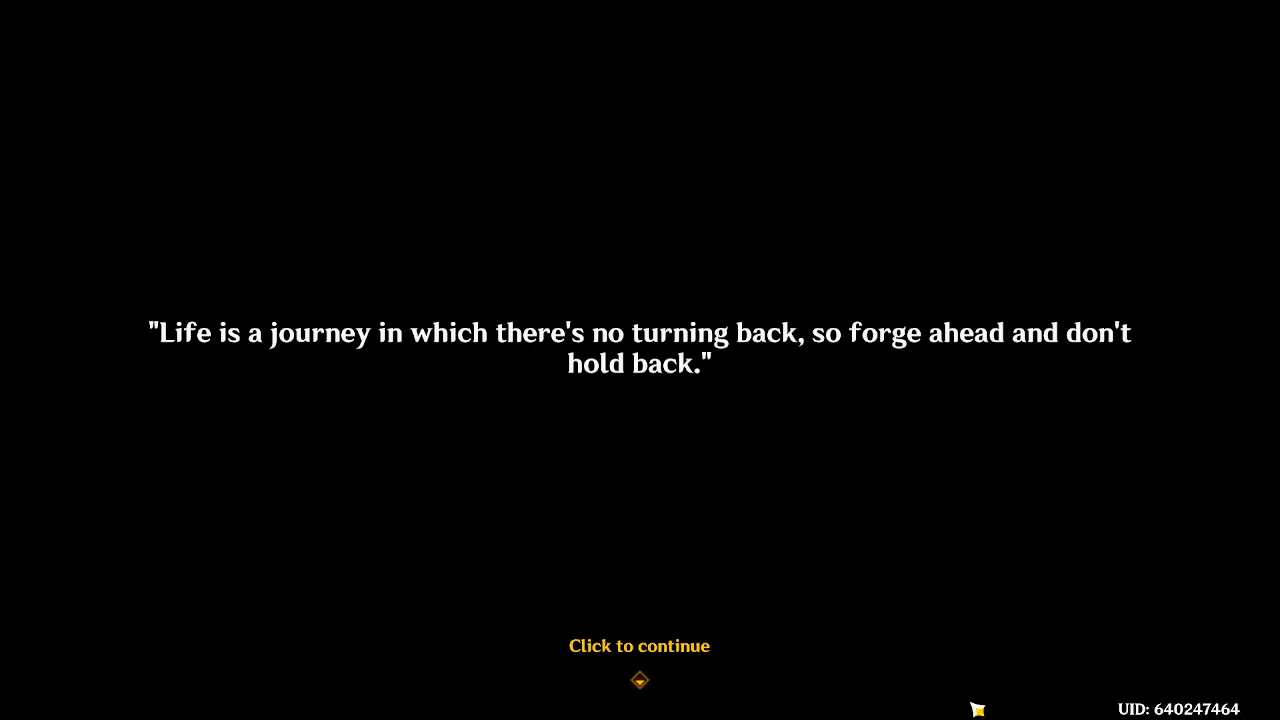 "Life is a journey in which there's no turning back, so forge ahead and don't
hold back."
Click to continue
UID: 640247464